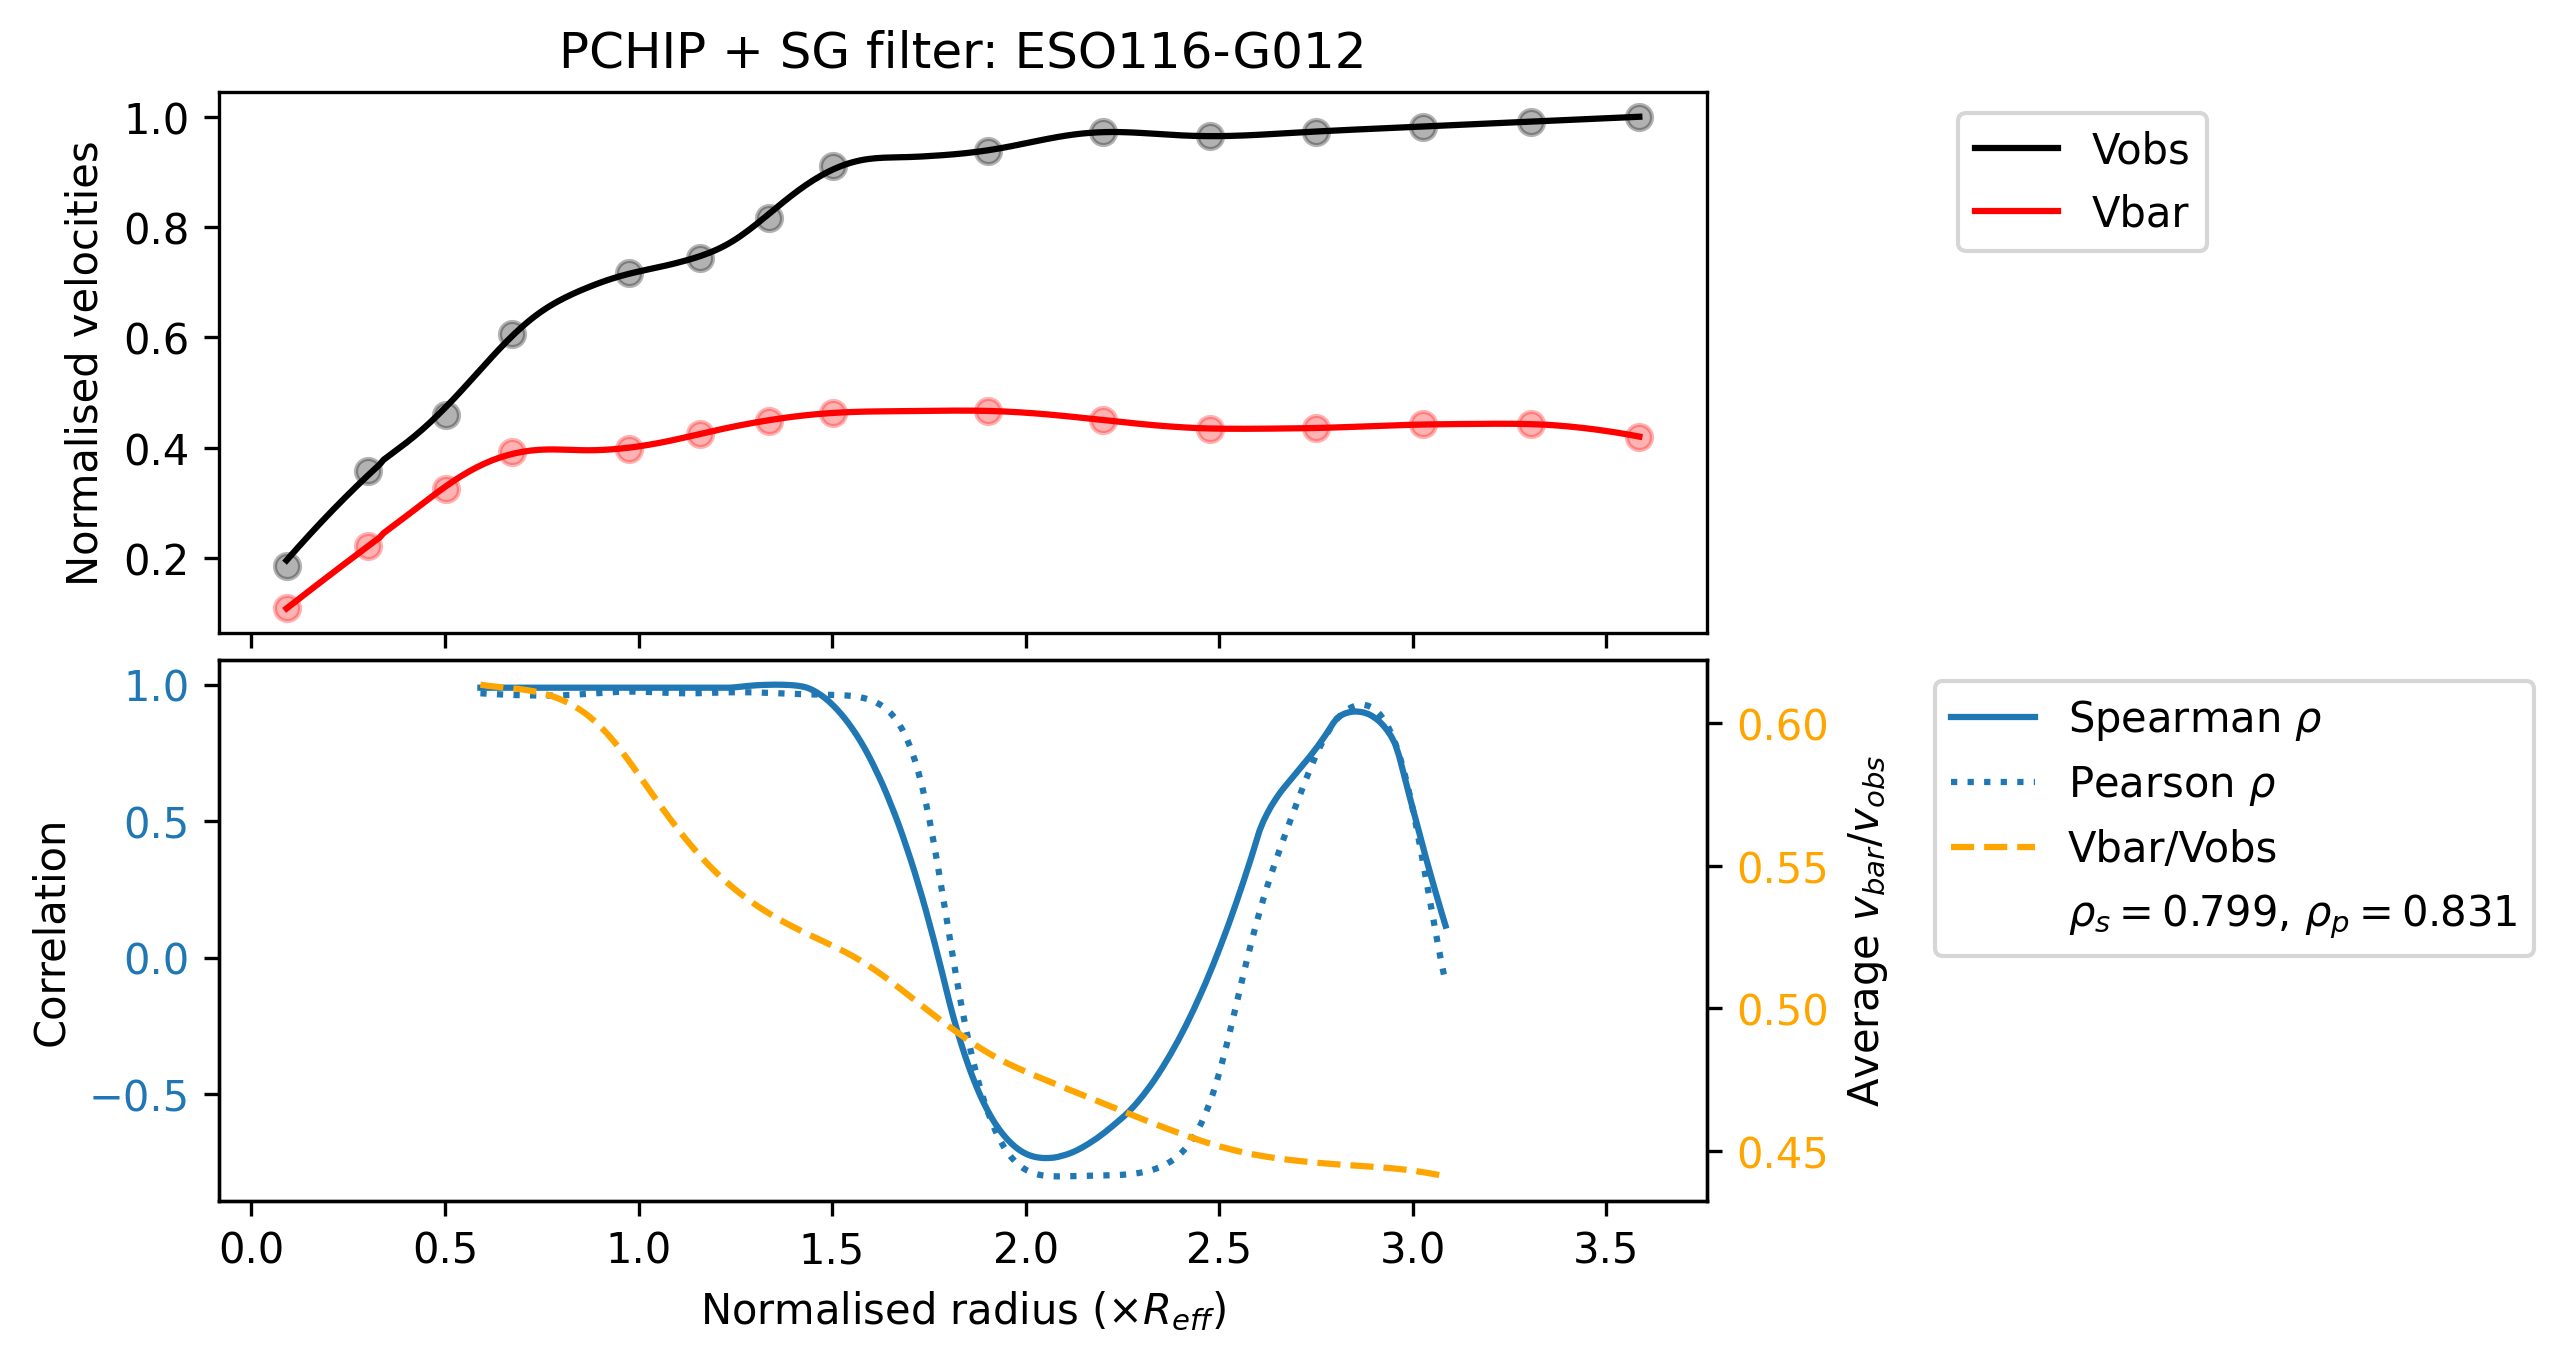 PCHIP + SG filter: ESO116-G012
Normalised velocities
1.0
0.8
0.6
0.4
0.2
Vobs
Vbar
Correlation
1.0
0.5
0.0
−0.5
0.60
0.55
0.50
0.45
Average v_bar/v_obs
Spearman ρ
Pearson ρ
Vbar/Vobs
ρ_s = 0.799, ρ_p = 0.831
0.0 0.5 1.0 1.5 2.0 2.5 3.0 3.5
Normalised radius (×R_eff)